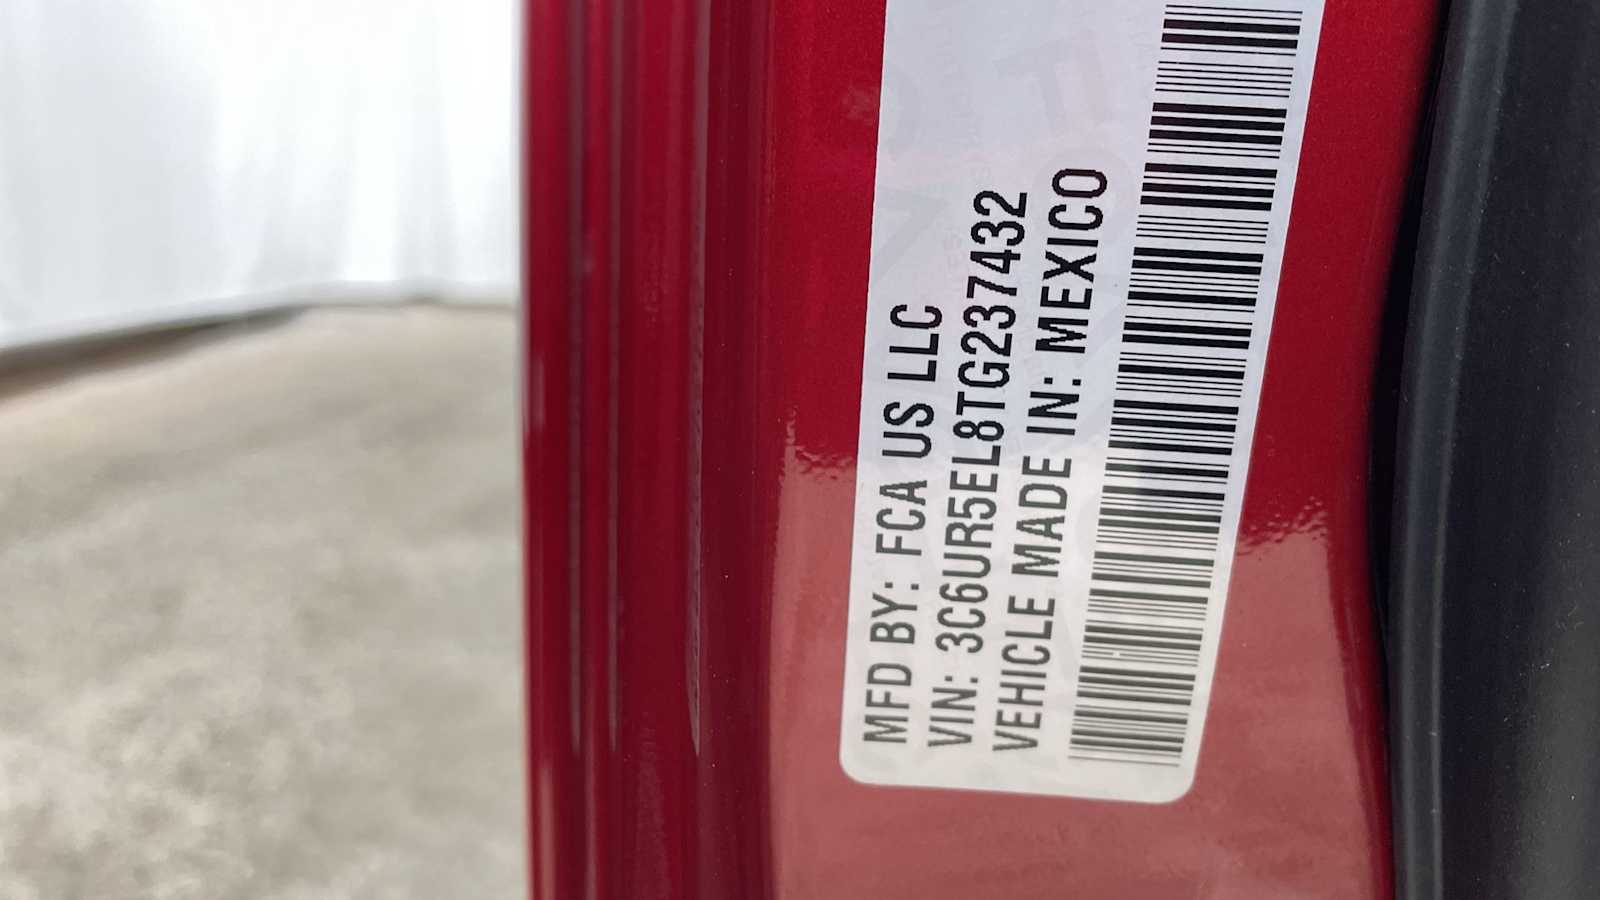 MFD BY: FCA US LLC
VIN: 3C6UR5EL8TG237432
VEHICLE MADE IN: MEXICO